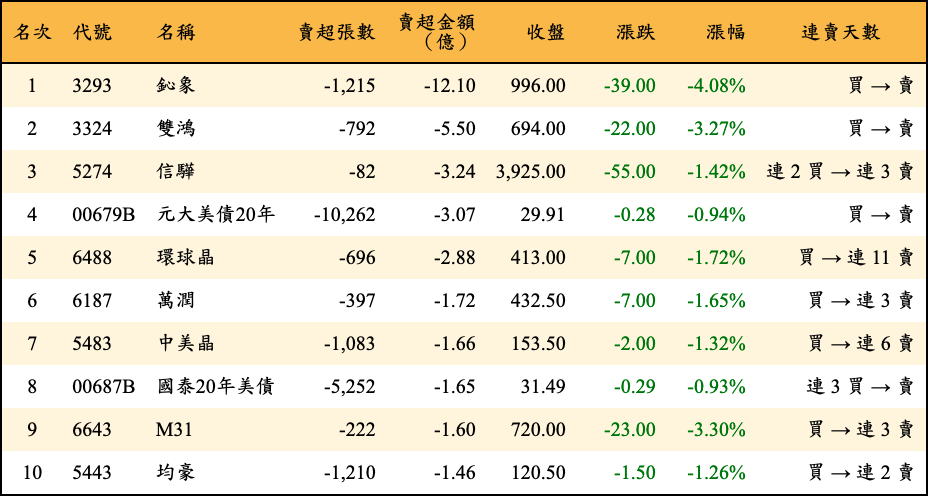 名次 代號 名稱 賣超張數 賣超金額（億） 收盤 漲跌 漲幅 連賣天數
1 3293 鈊象 -1,215 -12.10 996.00 -39.00 -4.08% 買 → 賣
2 3324 雙鴻 -792 -5.50 694.00 -22.00 -3.27% 買 → 賣
3 5274 信驊 -82 -3.24 3,925.00 -55.00 -1.42% 連 2 買 → 連 3 賣
4 00679B 元大美債20年 -10,262 -3.07 29.91 -0.28 -0.94% 買 → 賣
5 6488 環球晶 -696 -2.88 413.00 -7.00 -1.72% 買 → 連 11 賣
6 6187 萬潤 -397 -1.72 432.50 -7.00 -1.65% 買 → 連 3 賣
7 5483 中美晶 -1,083 -1.66 153.50 -2.00 -1.32% 買 → 連 6 賣
8 00687B 國泰20年美債 -5,252 -1.65 31.49 -0.29 -0.93% 連 3 買 → 賣
9 6643 M31 -222 -1.60 720.00 -23.00 -3.30% 買 → 連 3 賣
10 5443 均豪 -1,210 -1.46 120.50 -1.50 -1.26% 買 → 連 2 賣